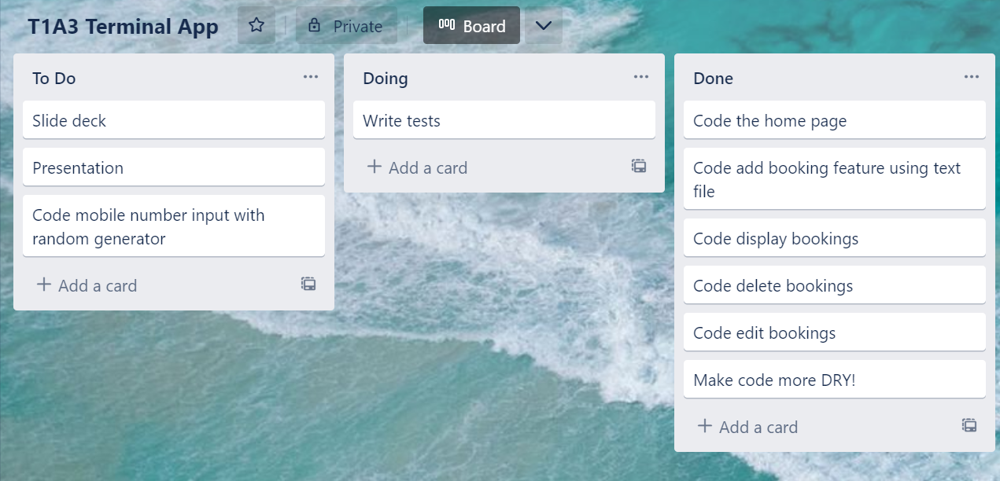 T1A3 Terminal App
Private
Board
To Do
Slide deck
Presentation
Code mobile number input with
random generator
Add a card
Doing
Write tests
Add a card
Done
Code the home page
Code add booking feature using text
file
Code display bookings
Code delete bookings
Code edit bookings
Make code more DRY!
Add a card